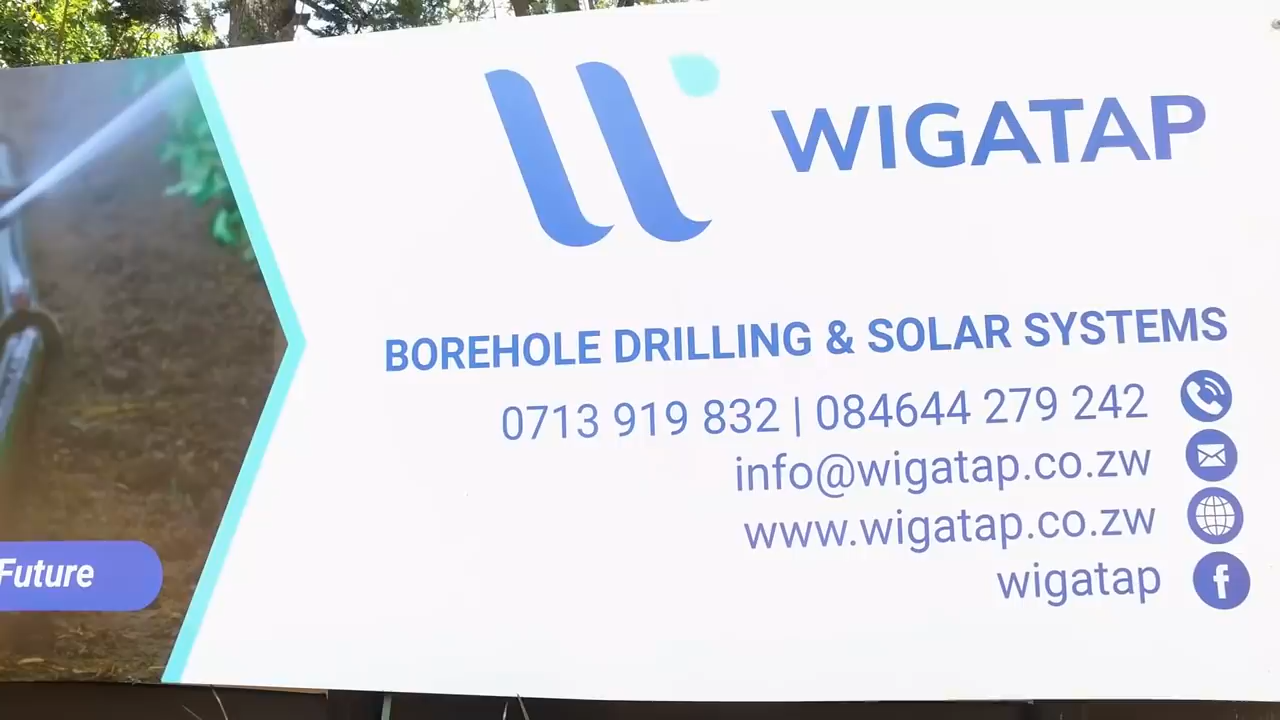 WIGATAP
BOREHOLE DRILLING & SOLAR SYSTEMS
0713 919 832 | 084644 279 242
info@wigatap.co.zw
www.wigatap.co.zw
wigatap
Future